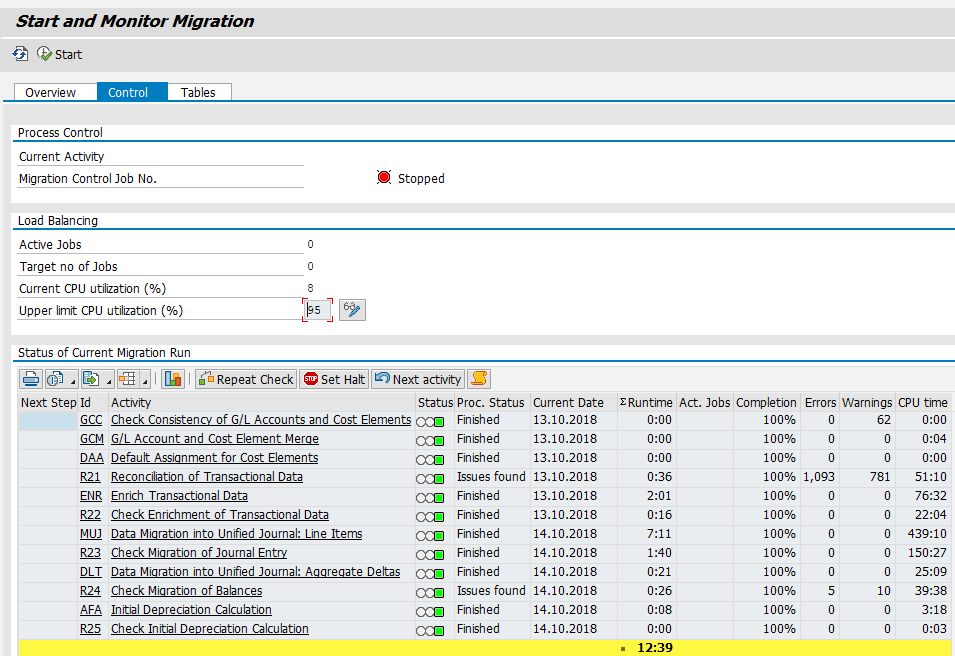 Start and Monitor Migration
Start
Overview Control Tables
Process Control
Current Activity
Migration Control Job No. Stopped
Load Balancing
Active Jobs 0
Target no of Jobs 0
Current CPU utilization (%) 8
Upper limit CPU utilization (%) 95
Status of Current Migration Run
Repeat Check STOP Set Halt Next activity
Next Step Id Activity Status Proc. Status Current Date ΣRuntime Act. Jobs Completion Errors Warnings CPU time
GCC Check Consistency of G/L Accounts and Cost Elements Finished 13.10.2018 0:00 100% 0 62 0:00
GCM G/L Account and Cost Element Merge Finished 13.10.2018 0:00 100% 0 0 0:04
DAA Default Assignment for Cost Elements Finished 13.10.2018 0:00 100% 0 0 0:00
R21 Reconciliation of Transactional Data Issues found 13.10.2018 0:36 100% 1,093 781 51:10
ENR Enrich Transactional Data Finished 13.10.2018 2:01 100% 0 0 76:32
R22 Check Enrichment of Transactional Data Finished 13.10.2018 0:16 100% 0 0 22:04
MUJ Data Migration into Unified Journal: Line Items Finished 14.10.2018 7:11 100% 0 0 439:10
R23 Check Migration of Journal Entry Finished 14.10.2018 1:40 100% 0 0 150:27
DLT Data Migration into Unified Journal: Aggregate Deltas Finished 14.10.2018 0:21 100% 0 0 25:09
R24 Check Migration of Balances Issues found 14.10.2018 0:26 100% 5 10 39:38
AFA Initial Depreciation Calculation Finished 14.10.2018 0:08 100% 0 0 3:18
R25 Check Initial Depreciation Calculation Finished 14.10.2018 0:00 100% 0 0 0:03
12:39